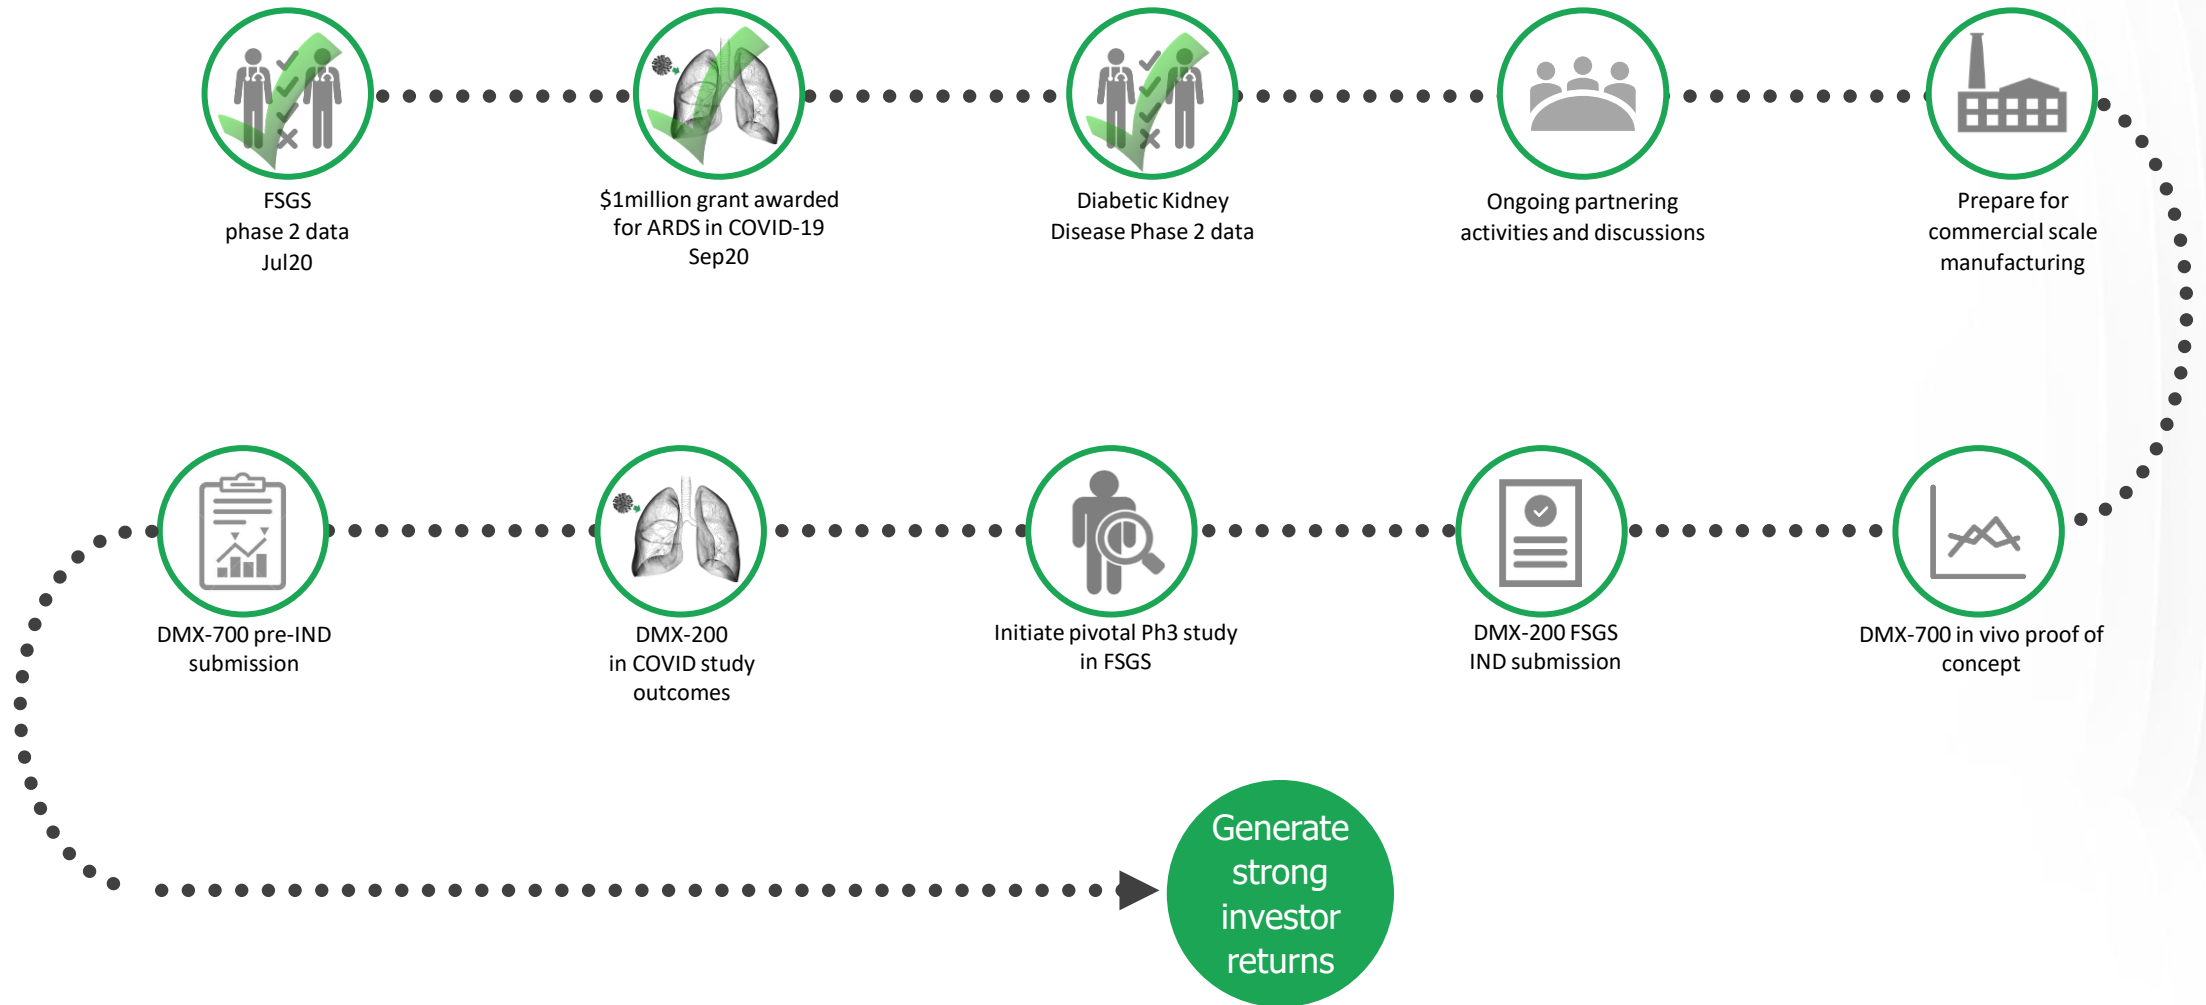 FSGS
phase 2 data
Jul20
$1million grant awarded
for ARDS in COVID-19
Sep20
Diabetic Kidney
Disease Phase 2 data
Ongoing partnering
activities and discussions
Prepare for
commercial scale
manufacturing
DMX-700 pre-IND
submission
DMX-200
in COVID study
outcomes
Initiate pivotal Ph3 study
in FSGS
DMX-200 FSGS
IND submission
DMX-700 in vivo proof of
concept
Generate
strong
investor
returns